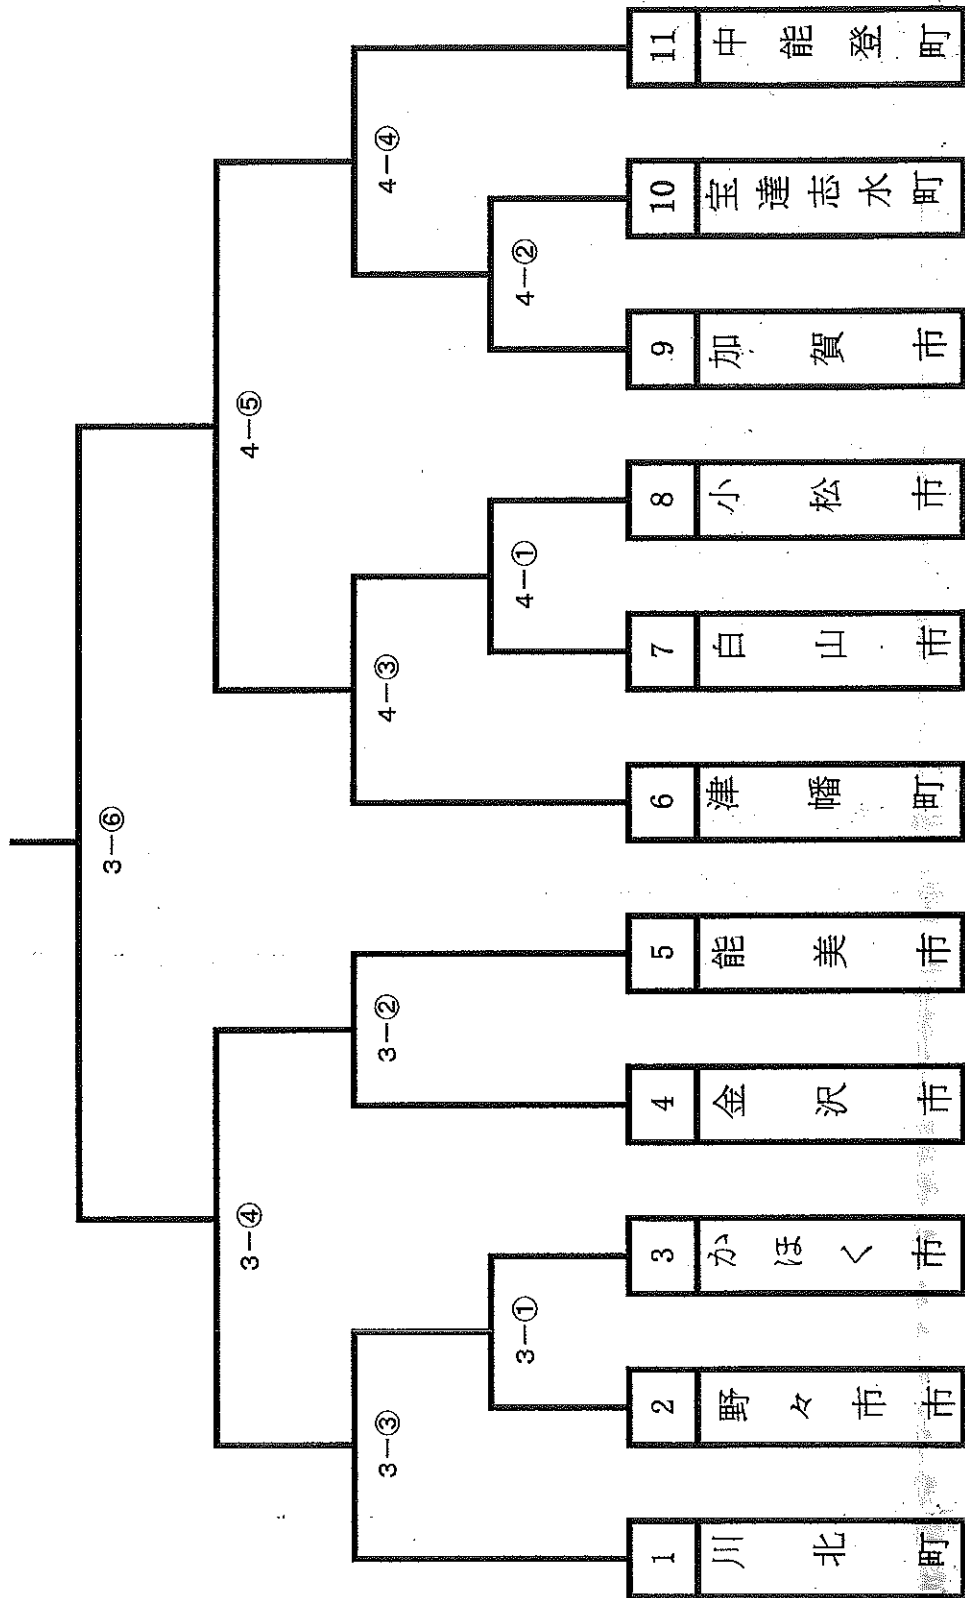 3−⑥
3−④
4−⑤
3−③
3−②
4−③
4−④
3−①
4−①
4−②
1 川北町
2 野々市市
3 かほく市
4 金沢市
5 能美市
6 津幡町
7 白山市
8 小松市
9 加賀市
10 宝達志水町
11 中能登町